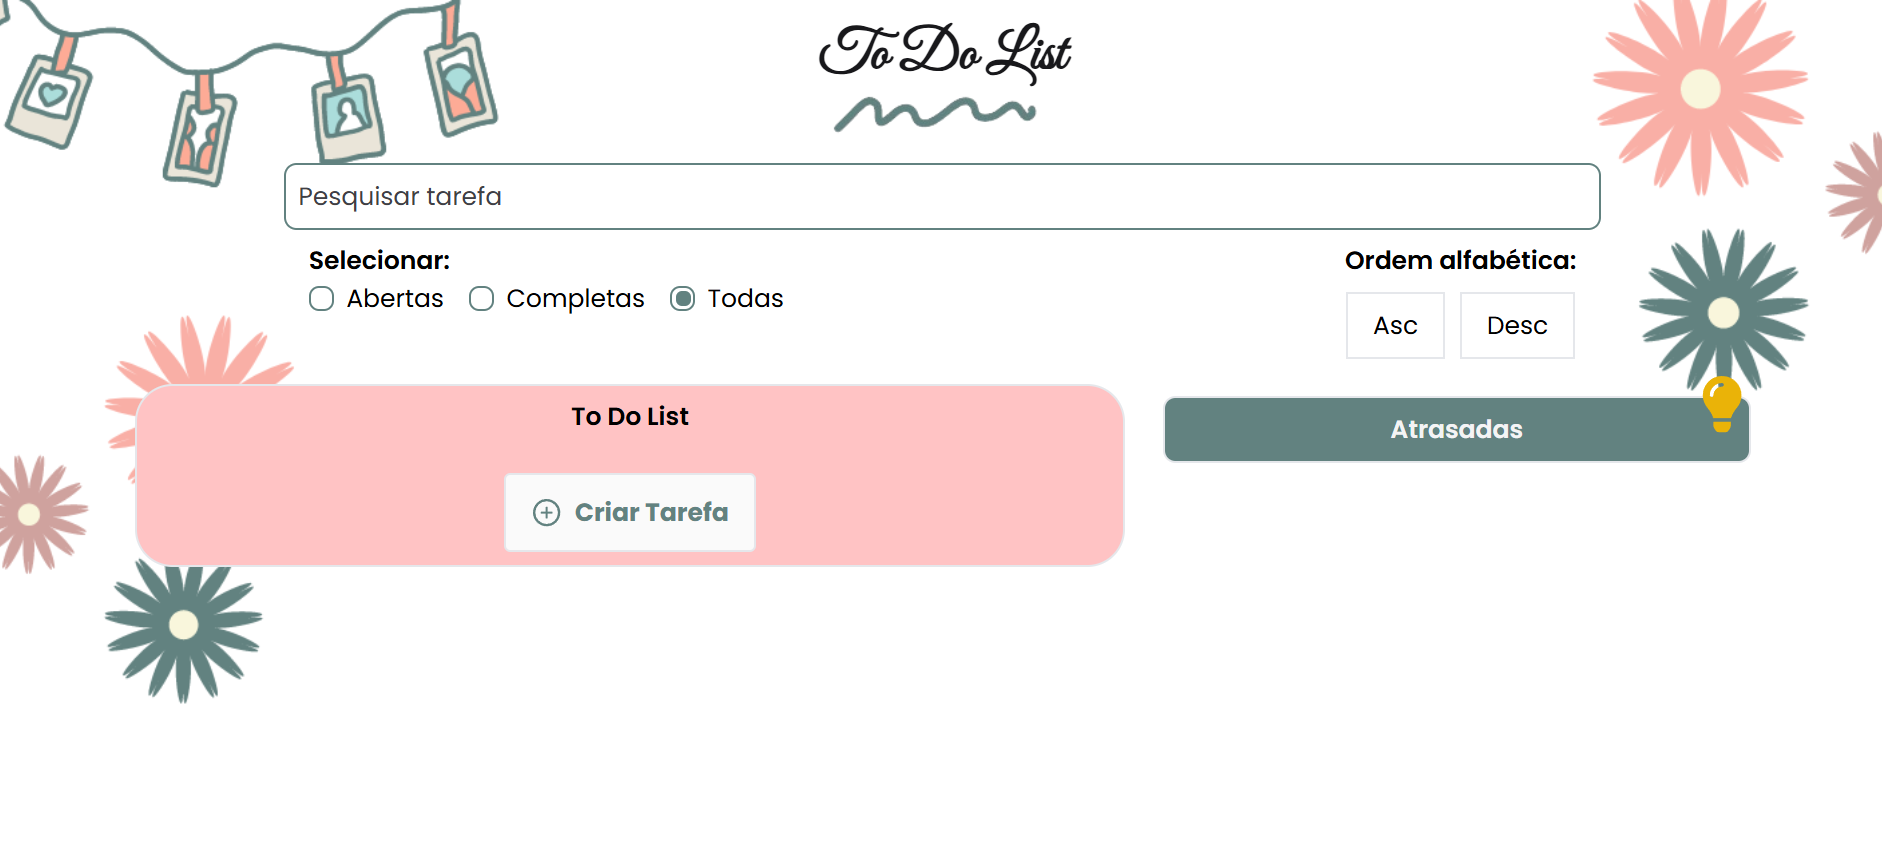 To Do List
Pesquisar tarefa
Selecionar:
Abertas Completas Todas
Ordem alfabética:
Asc Desc
To Do List
Criar Tarefa
Atrasadas